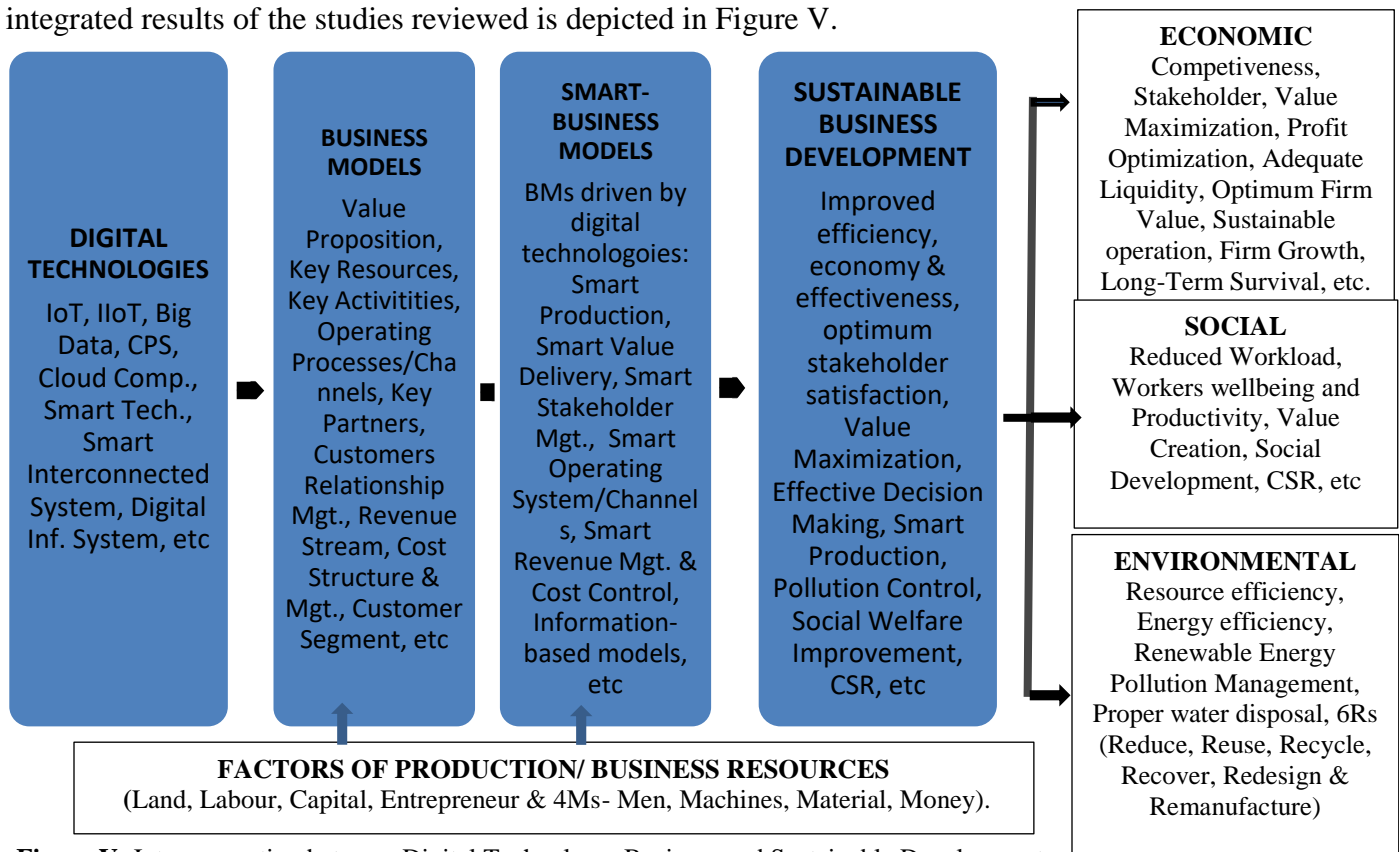 integrated results of the studies reviewed is depicted in Figure V.
DIGITAL
TECHNOLOGIES
IoT, IIoT, Big
Data, CPS,
Cloud Comp.,
Smart Tech.,
Smart
Interconnected
System, Digital
Inf. System, etc
BUSINESS
MODELS
Value
Proposition,
Key Resources,
Key Activitities,
Operating
Processes/Cha
nnels, Key
Partners,
Customers
Relationship
Mgt., Revenue
Stream, Cost
Structure &
Mgt., Customer
Segment, etc
SMART-
BUSINESS
MODELS
BMs driven by
digital
technologoies:
Smart
Production,
Smart Value
Delivery, Smart
Stakeholder
Mgt., Smart
Operating
System/Channel
s, Smart
Revenue Mgt. &
Cost Control,
Information-
based models,
etc
SUSTAINABLE
BUSINESS
DEVELOPMENT
Improved
efficiency,
economy &
effectiveness,
optimum
stakeholder
satisfaction,
Value
Maximization,
Effective Decision
Making, Smart
Production,
Pollution Control,
Social Welfare
Improvement,
CSR, etc
ECONOMIC
Competiveness,
Stakeholder, Value
Maximization, Profit
Optimization, Adequate
Liquidity, Optimum Firm
Value, Sustainable
operation, Firm Growth,
Long-Term Survival, etc.
SOCIAL
Reduced Workload,
Workers wellbeing and
Productivity, Value
Creation, Social
Development, CSR, etc
ENVIRONMENTAL
Resource efficiency,
Energy efficiency,
Renewable Energy
Pollution Management,
Proper water disposal, 6Rs
(Reduce, Reuse, Recycle,
Recover, Redesign &
Remanufacture)
FACTORS OF PRODUCTION/ BUSINESS RESOURCES
(Land, Labour, Capital, Entrepreneur & 4Ms- Men, Machines, Material, Money).